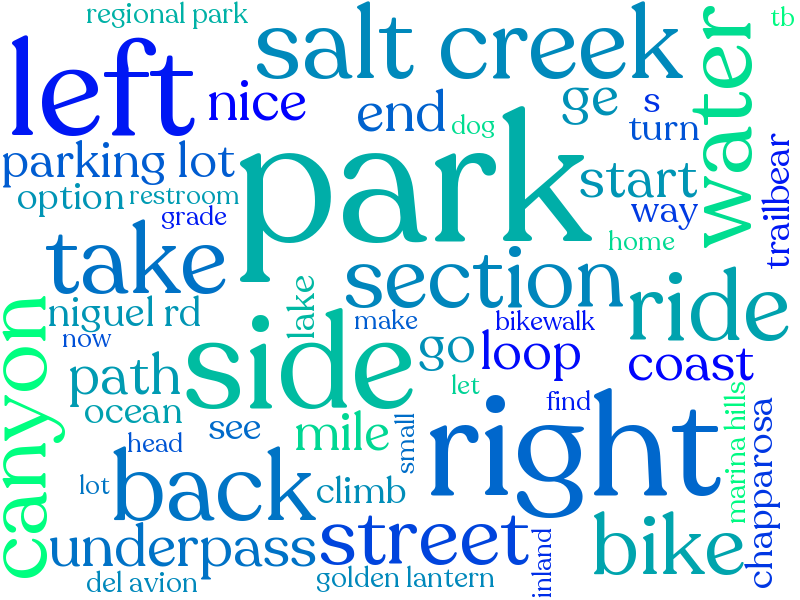 regional park
tb
salt creek
left
water
nice
end
ge
s
dog
turn
park
parking lot
trailbear
start
option
restroom
way
grade
take
home
section
lake
ride
canyon
niguel rd
make
bikewalk
now
side
go
loop
coast
path
let
find
ocean
see
mile
small
right
marina hills
chapparosa
head
back
lot
climb
street
bike
underpass
inland
del avion
golden lantern